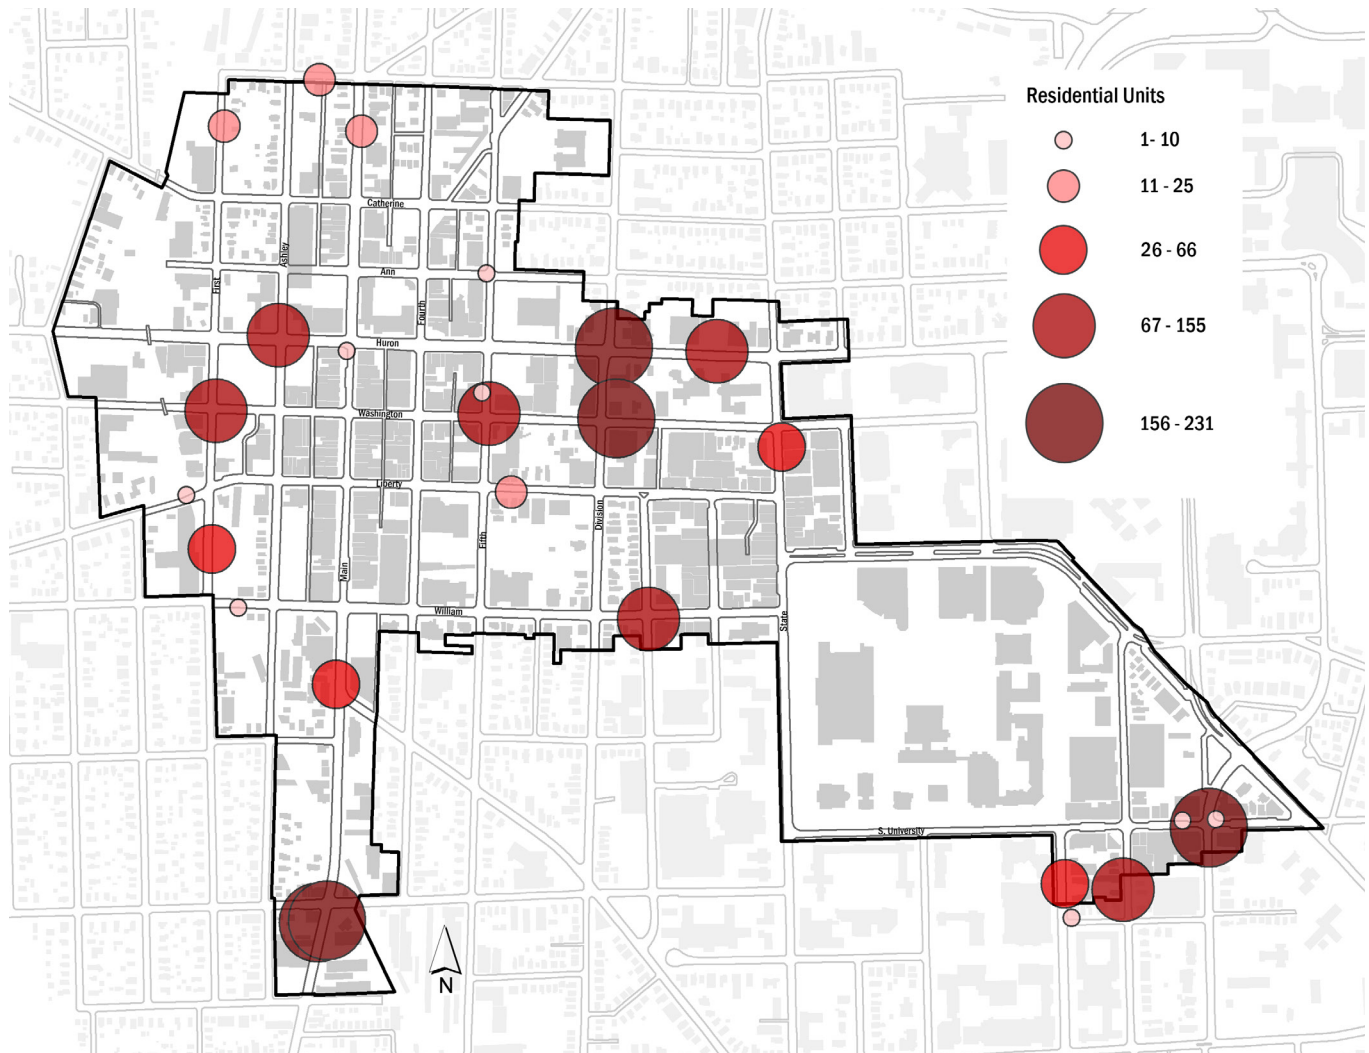 Residential Units
1- 10
11 - 25
26 - 66
67 - 155
156 - 231
Catherine
Ashley
Ann
First
Fourth
Huron
Washington
Liberty
Division
Fifth
Main
William
State
S. University
N